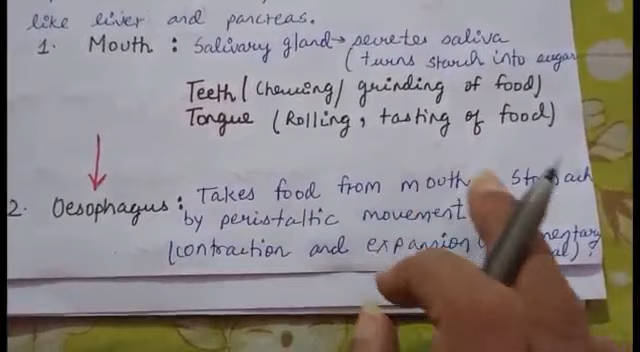 like liver and pancreas.
1. Mouth : Salivary gland → secretes saliva
(turns starch into sugar
Teeth (Chewing/ grinding of food)
Tongue (Rolling, tasting of food)
2. Oesophagus : Takes food from mouth
by peristaltic movement
(contraction and expansion